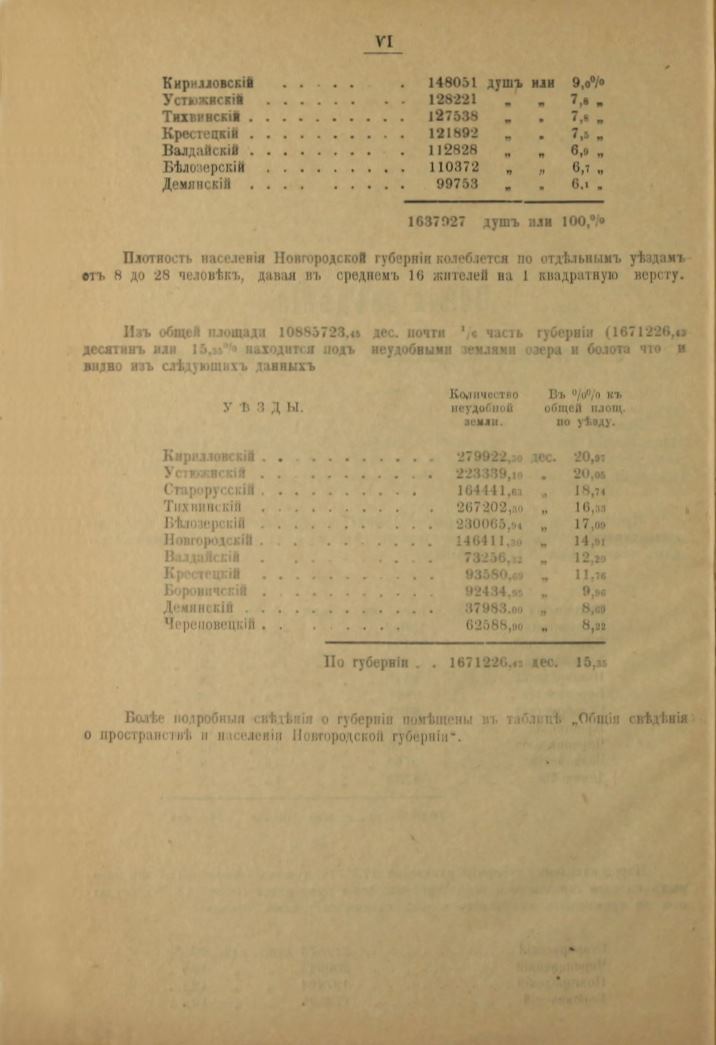 VI
Кирилловскій . . . . . . 148051 душъ или 9,0%
Устюжнскій . . . . . . . . 128221 „ „ 7,8 „
Тихвинскій . . . . . . . . . 127538 „ „ 7,8 „
Крестецкій . . . . . . . . . 121892 „ „ 7,5 „
Валдайскій . . . . . . . . . 112828 „ „ 6,9 „
Бѣлозерскій . . . . . . . . 110372 „ „ 6,7 „
Демянскій . . . . . . . . . 99753 „ „ 6,1 „
1637927 душъ или 100,%
Плотность населенія Новгородской губерніи колеблется по отдѣльнымъ уѣздамъ
отъ 8 до 28 человѣкъ, давая въ среднемъ 16 жителей на 1 квадратную версту.
Изъ общей площади 10885723,45 дес. почти 1/6 часть губерніи (1671226,42
десятинъ или 15,35% находится подъ неудобными землями озера и болота что и
видно изъ слѣдующихъ данныхъ
УѢЗДЫ. Количество неудобной земли. Въ %% къ общей площ. по уѣзду.
Кирилловскій . . . . . . . . . . 279922,30 дес. 20,97
Устюжнскій . . . . . . . . . . 223339,10 „ 20,05
Старорусскій . . . . . . . . . 164441,63 „ 18,74
Тихвинскій . . . . . . . . . . 267202,30 „ 16,33
Бѣлозерскій . . . . . . . . . . 230065,94 „ 17,09
Новгородскій . . . . . . . . . . 146411,30 „ 14,91
Валдайскій . . . . . . . . . . 73256,12 „ 12,20
Крестецкій . . . . . . . . . . 93580,69 „ 11,76
Боровичскій . . . . . . . . . . 92434,95 „ 9,96
Демянскій . . . . . . . . . . . 37983,00 „ 8,69
Череповецкій . . . . . . . 62588,90 „ 8,22
По губерніи . . 1671226,42 дес. 15,35
Болѣе подробныя свѣдѣнія о губерніи помѣщены въ таблицѣ „Общія свѣдѣнія
о пространствѣ и населеніи Новгородской губерніи“.